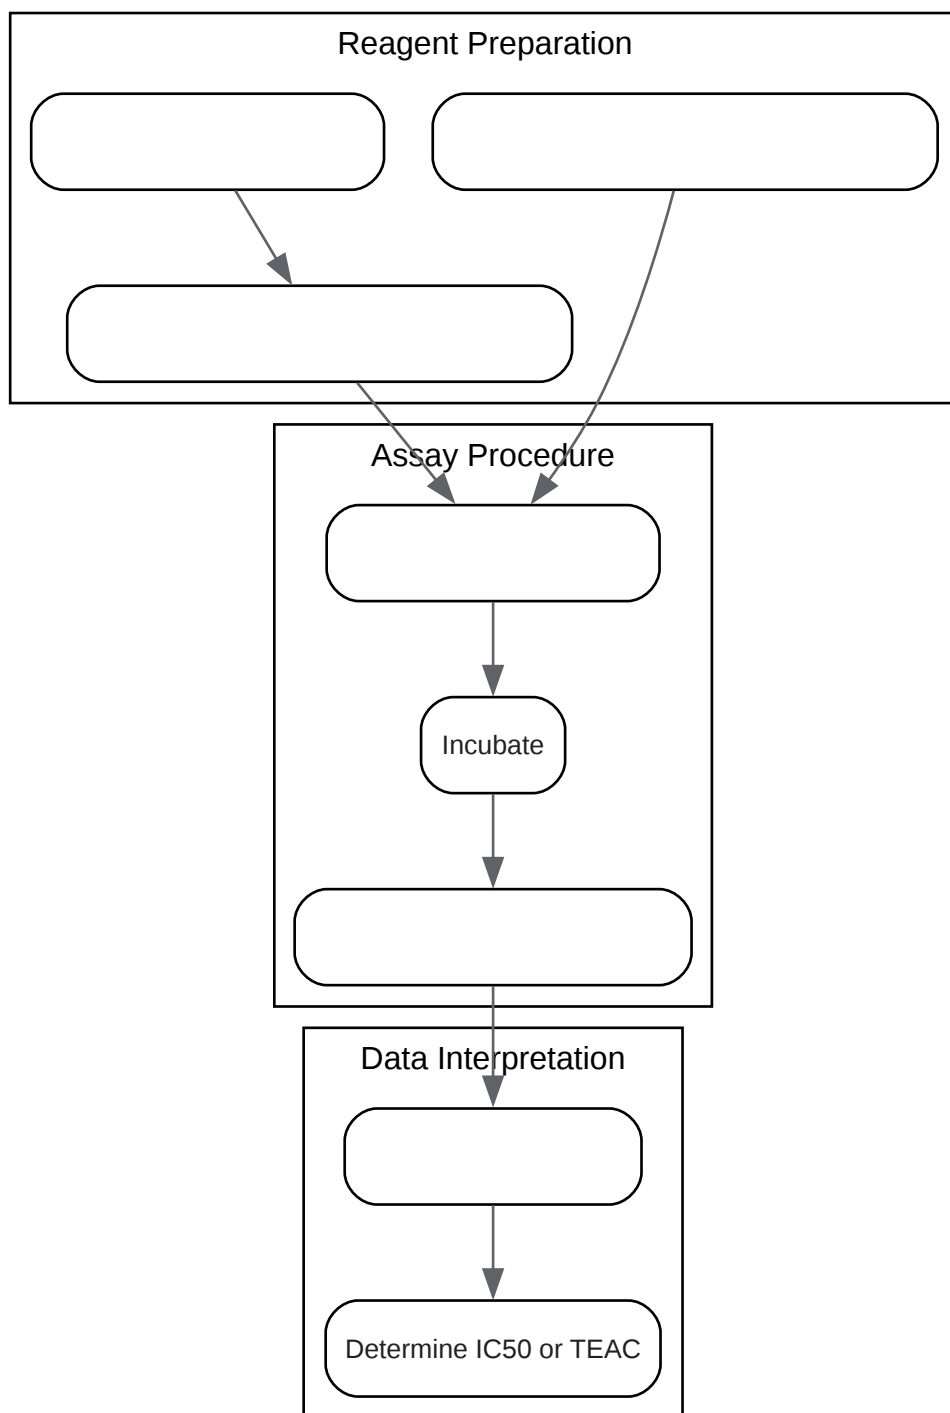 Reagent Preparation
Assay Procedure
Incubate
Data Interpretation
Determine IC50 or TEAC